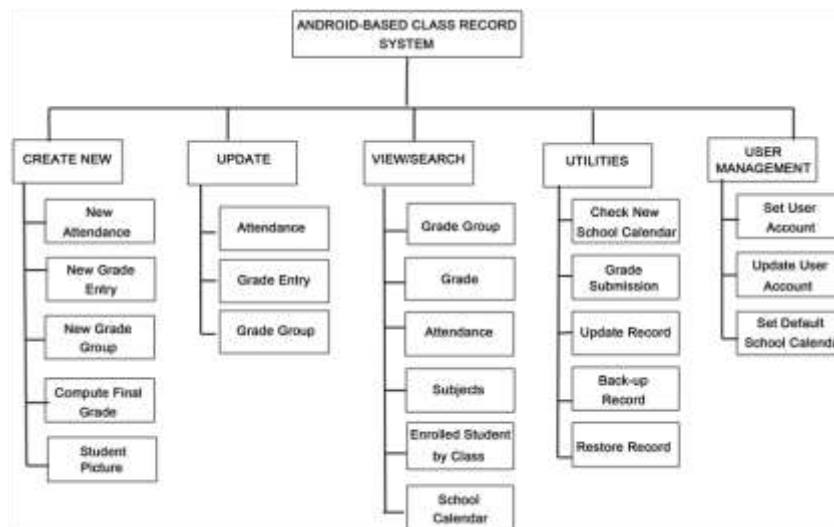 ANDROID-BASED CLASS RECORD
SYSTEM
CREATE NEW
UPDATE
VIEW/SEARCH
UTILITIES
USER
MANAGEMENT
New
Attendance
New Grade
Entry
New Grade
Group
Compute Final
Grade
Student
Picture
Attendance
Grade Entry
Grade Group
Grade Group
Grade
Attendance
Subjects
Enrolled Student
by Class
School
Calendar
Check New
School Calendar
Grade
Submission
Update Record
Back-up
Record
Restore Record
Set User
Account
Update User
Account
Set Default
School Calenda